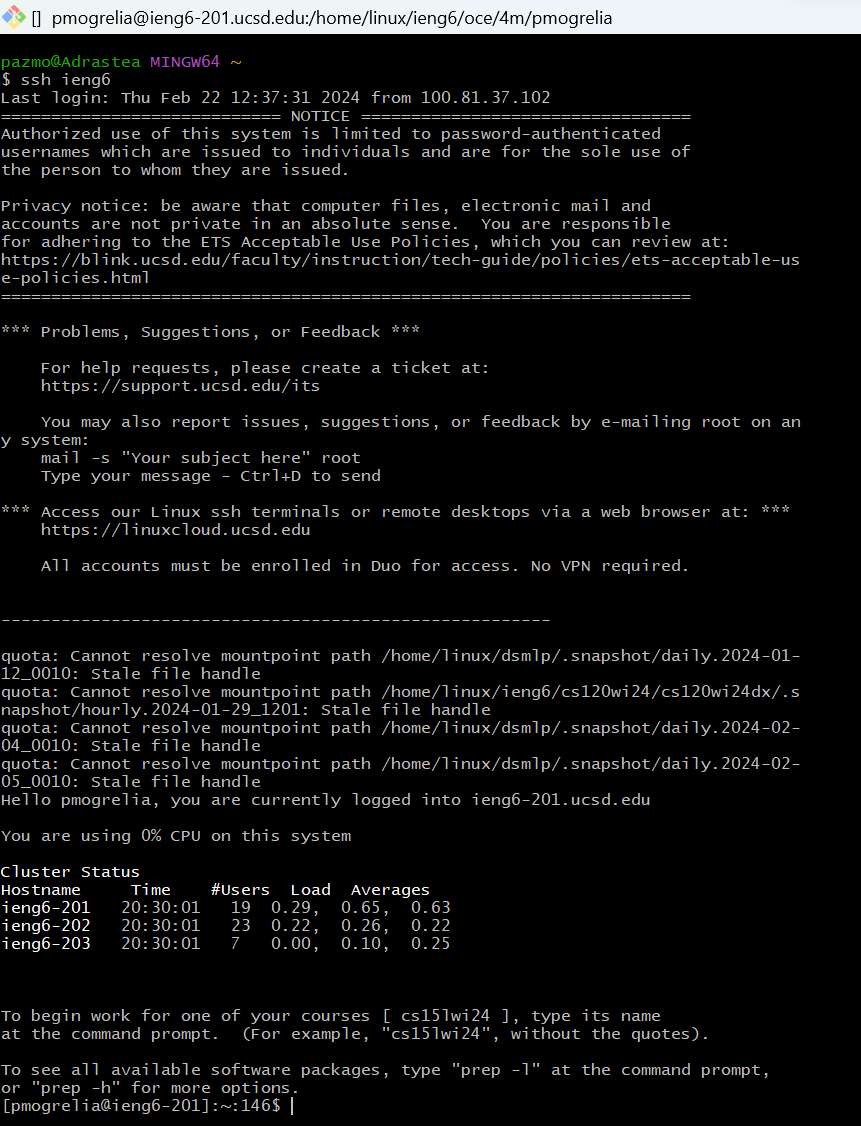 [] pmogrelia@ieng6-201.ucsd.edu:/home/linux/ieng6/oce/4m/pmogrelia
pazmo@Adrastea MINGW64 ~
$ ssh ieng6
Last login: Thu Feb 22 12:37:31 2024 from 100.81.37.102
============================ NOTICE =================================
Authorized use of this system is limited to password-authenticated
usernames which are issued to individuals and are for the sole use of
the person to whom they are issued.
Privacy notice: be aware that computer files, electronic mail and
accounts are not private in an absolute sense.  You are responsible
for adhering to the ETS Acceptable Use Policies, which you can review at:
https://blink.ucsd.edu/faculty/instruction/tech-guide/policies/ets-acceptable-us
e-policies.html
=====================================================================
*** Problems, Suggestions, or Feedback ***
    For help requests, please create a ticket at:
    https://support.ucsd.edu/its
    You may also report issues, suggestions, or feedback by e-mailing root on an
y system:
    mail -s "Your subject here" root
    Type your message - Ctrl+D to send
*** Access our Linux ssh terminals or remote desktops via a web browser at: ***
    https://linuxcloud.ucsd.edu
    All accounts must be enrolled in Duo for access. No VPN required.
-------------------------------------------------------
quota: Cannot resolve mountpoint path /home/linux/dsmlp/.snapshot/daily.2024-01-
12_0010: Stale file handle
quota: Cannot resolve mountpoint path /home/linux/ieng6/cs120wi24/cs120wi24dx/.s
napshot/hourly.2024-01-29_1201: Stale file handle
quota: Cannot resolve mountpoint path /home/linux/dsmlp/.snapshot/daily.2024-02-
04_0010: Stale file handle
quota: Cannot resolve mountpoint path /home/linux/dsmlp/.snapshot/daily.2024-02-
05_0010: Stale file handle
Hello pmogrelia, you are currently logged into ieng6-201.ucsd.edu
You are using 0% CPU on this system
Cluster Status
Hostname     Time    #Users  Load  Averages
ieng6-201   20:30:01   19  0.29,  0.65,  0.63
ieng6-202   20:30:01   23  0.22,  0.26,  0.22
ieng6-203   20:30:01   7   0.00,  0.10,  0.25
To begin work for one of your courses [ cs15lwi24 ], type its name
at the command prompt.  (For example, "cs15lwi24", without the quotes).
To see all available software packages, type "prep -l" at the command prompt,
or "prep -h" for more options.
[pmogrelia@ieng6-201]:~:146$